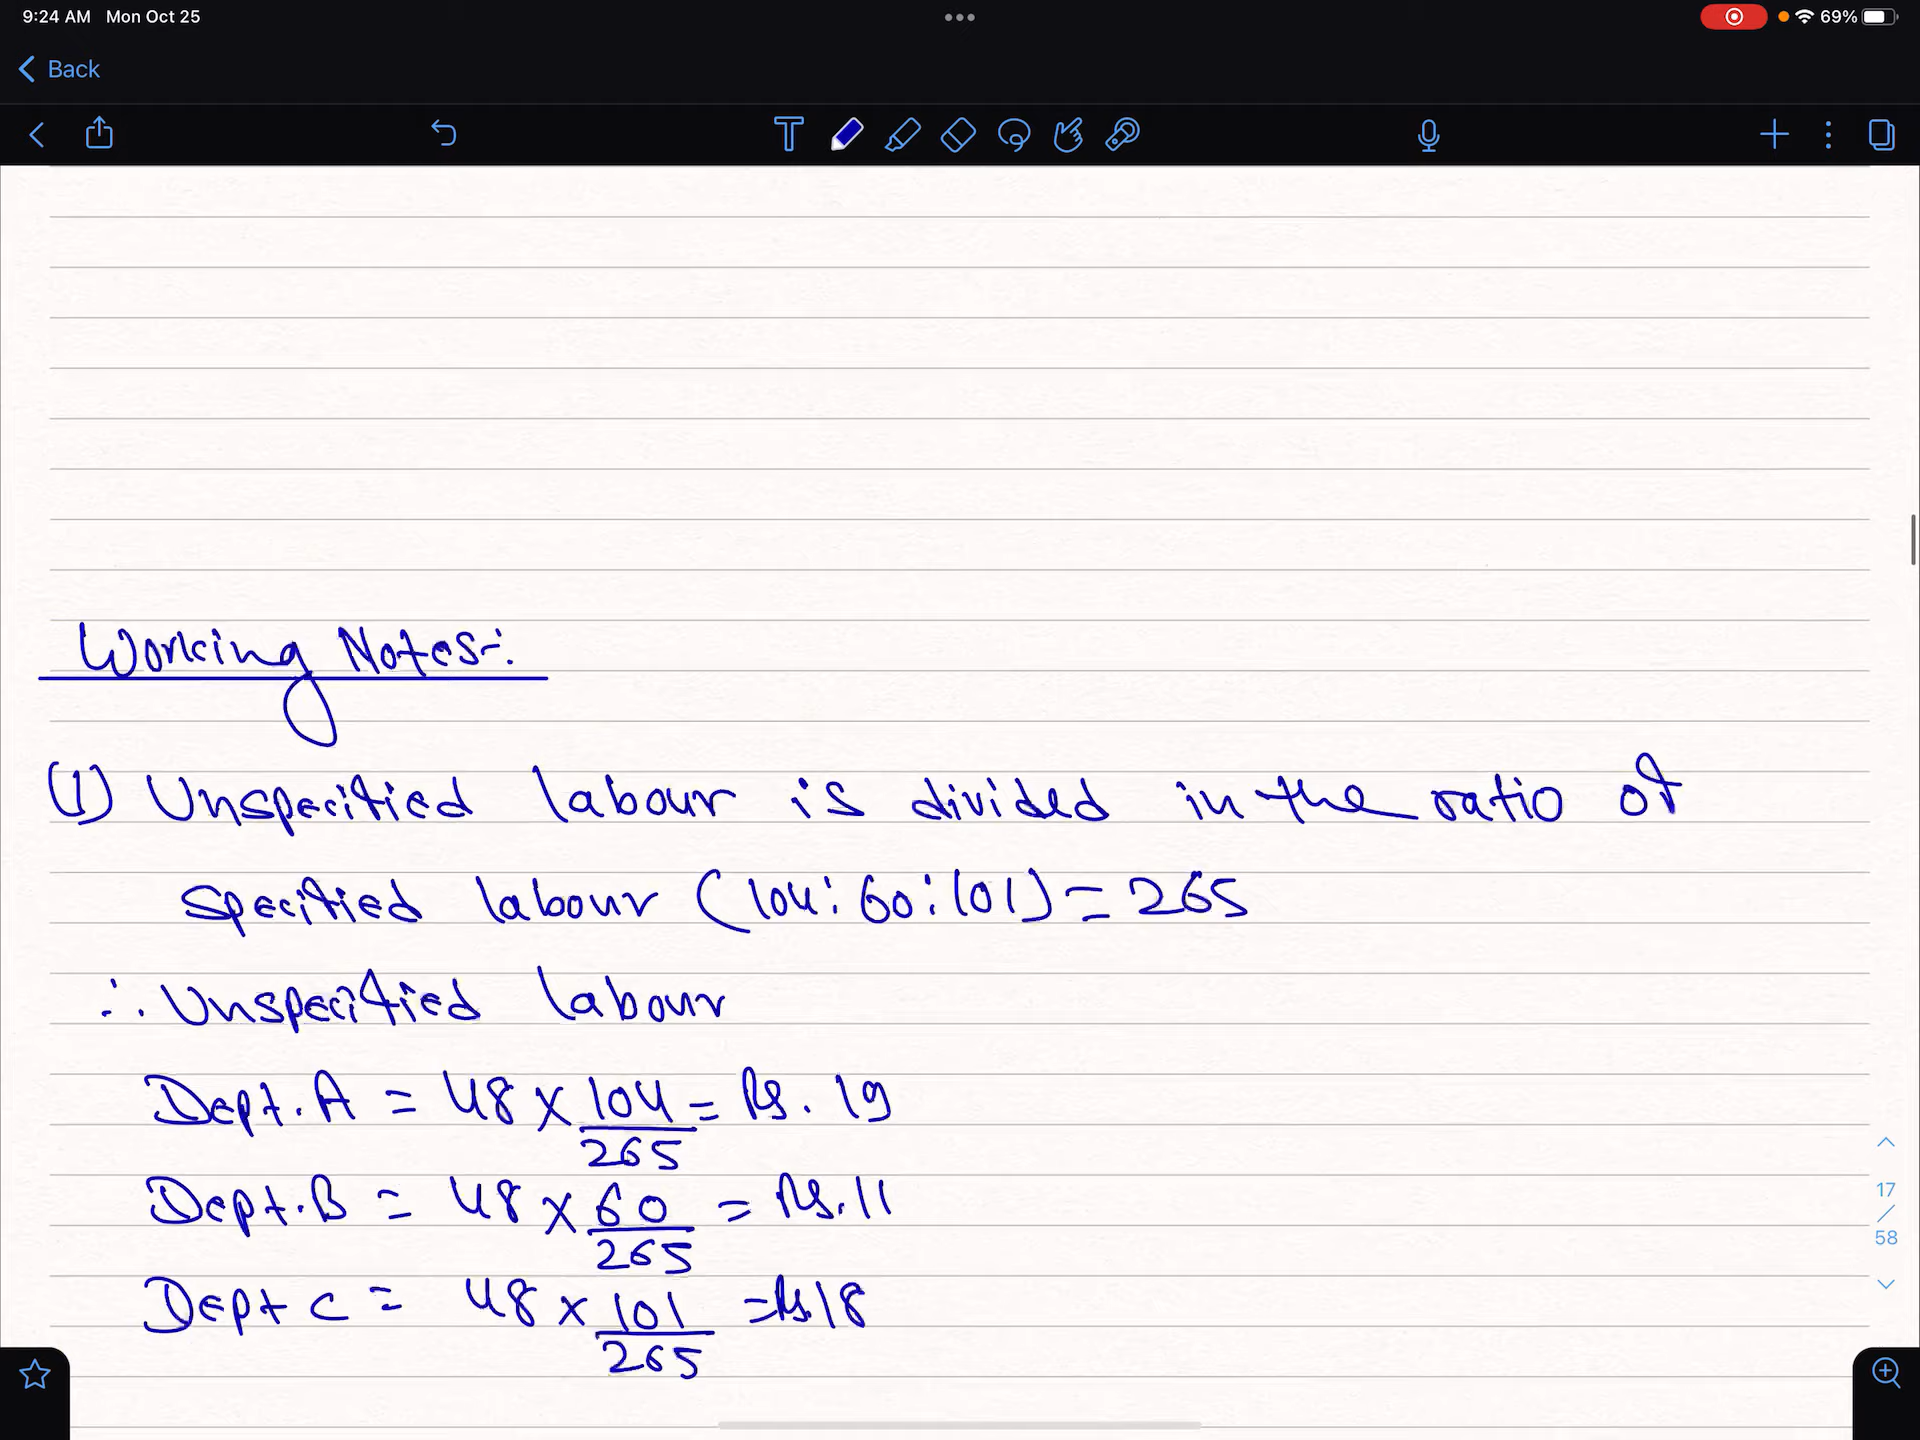 9:24 AM Mon Oct 25
69%
Back
Working Notes:-
(1) Unspecified labour is divided in the ratio of
specified labour (104:60:101) = 265
∴ Unspecified labour
Dept. A = 48 × 104/265 = Rs. 19
Dept. B = 48 × 60/265 = Rs. 11
Dept C = 48 × 101/265 = Rs. 18
17
/
58